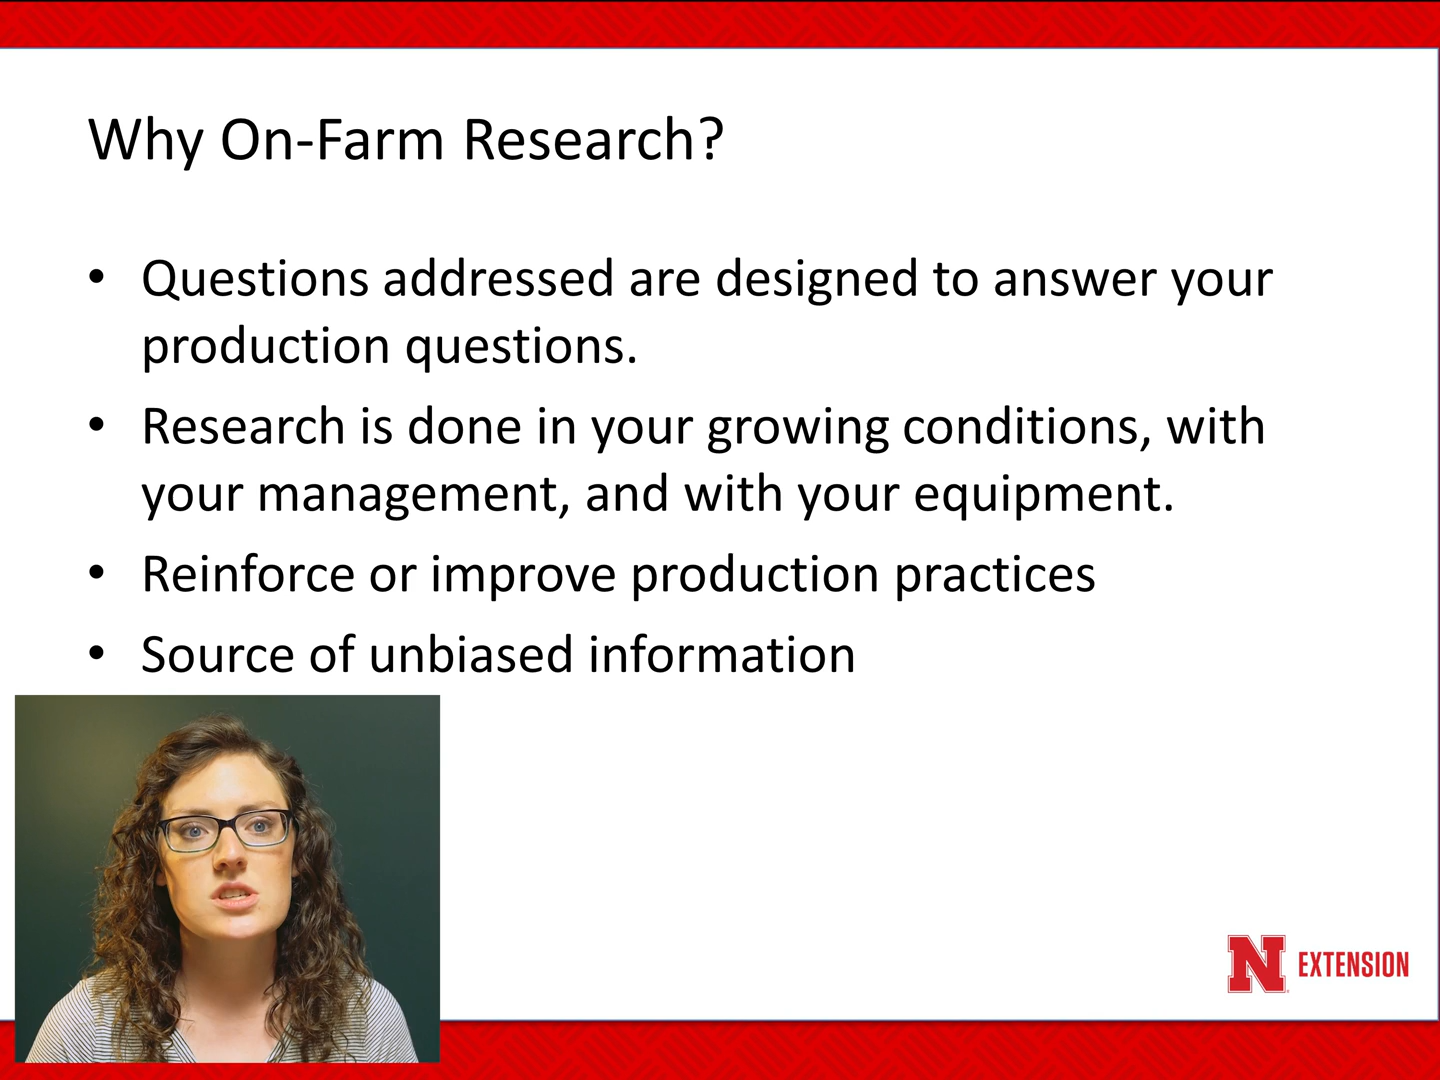 Why On-Farm Research?
• Questions addressed are designed to answer your
production questions.
• Research is done in your growing conditions, with
your management, and with your equipment.
• Reinforce or improve production practices
• Source of unbiased information
N EXTENSION